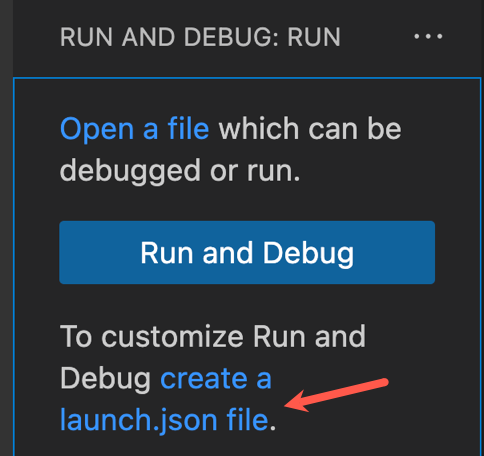 RUN AND DEBUG: RUN ···
Open a file which can be
debugged or run.
Run and Debug
To customize Run and
Debug create a
launch.json file.